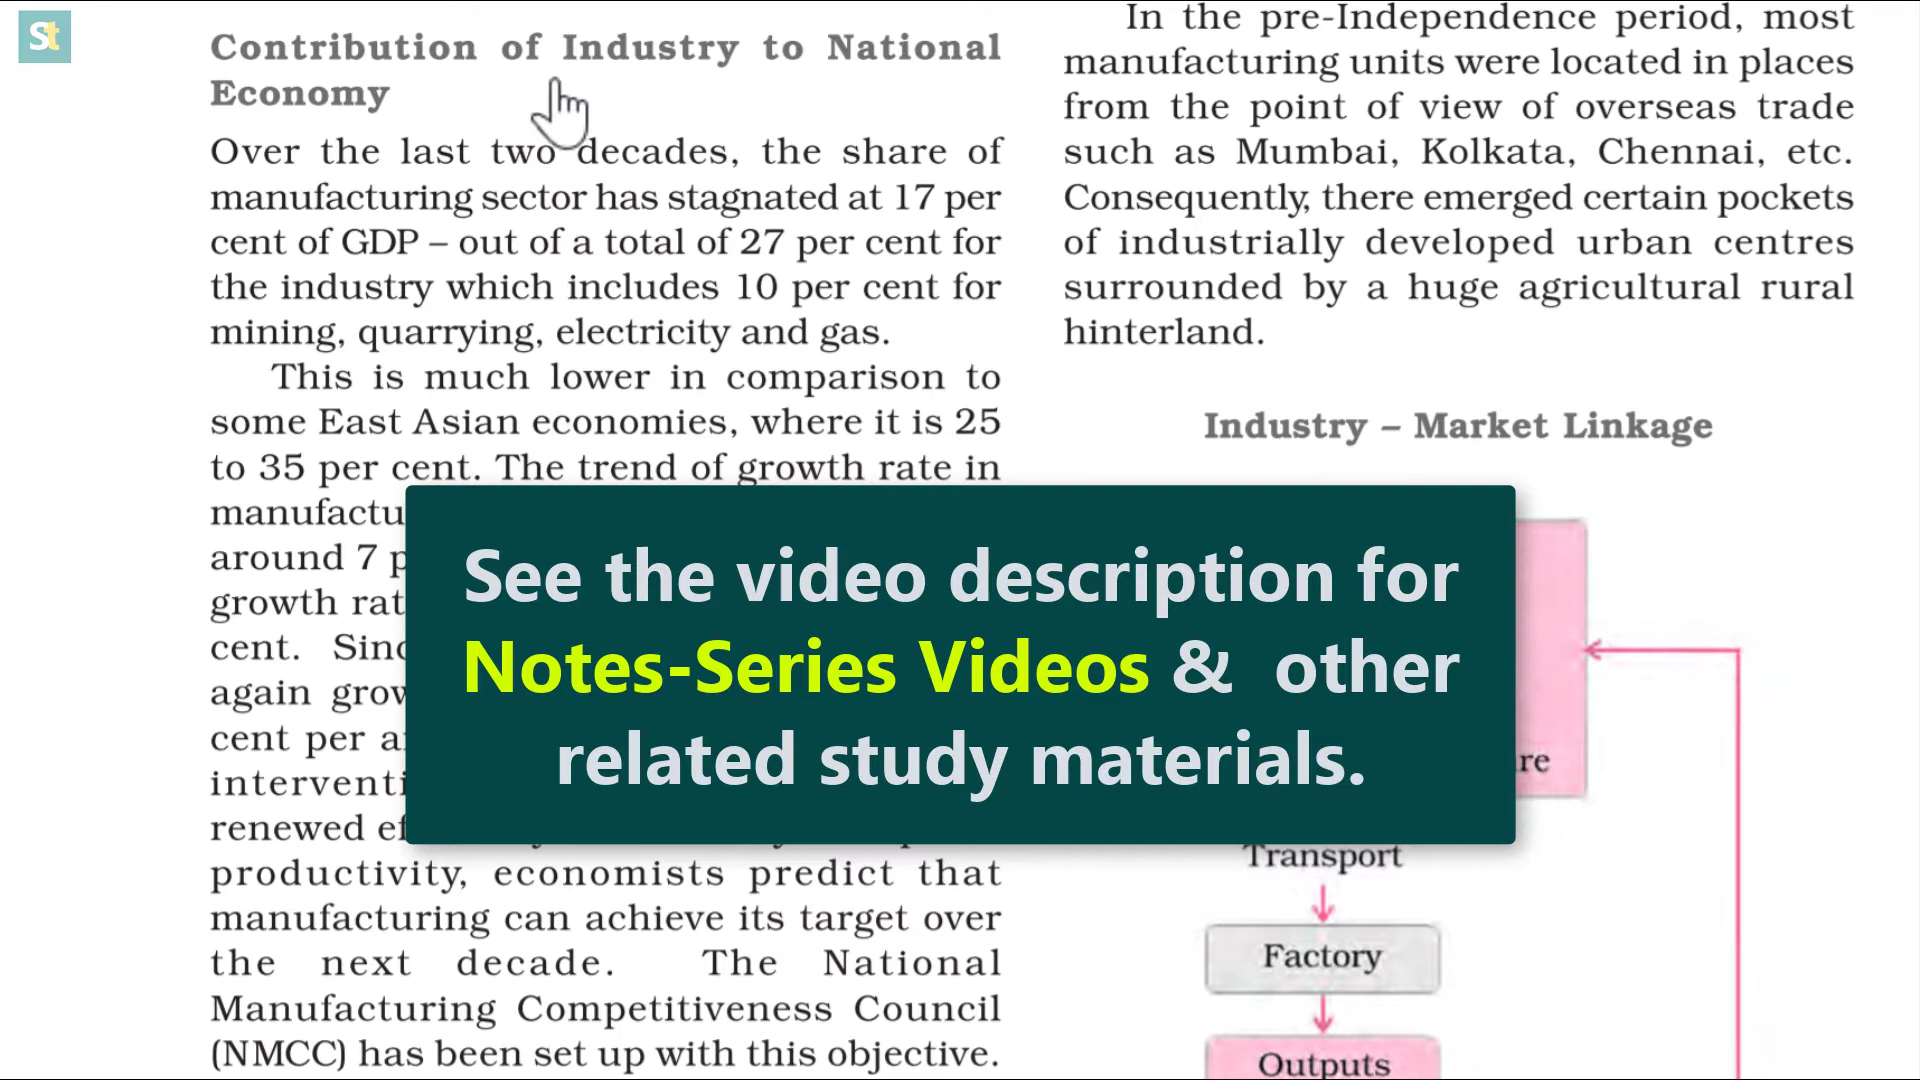 St
Contribution of Industry to National
Economy
Over the last two decades, the share of
manufacturing sector has stagnated at 17 per
cent of GDP – out of a total of 27 per cent for
the industry which includes 10 per cent for
mining, quarrying, electricity and gas.
This is much lower in comparison to
some East Asian economies, where it is 25
to 35 per cent. The trend of growth rate in
manufactu
around 7 p
growth rat
cent. Sinc
again grow
cent per a
interventi
renewed ef
productivity, economists predict that
manufacturing can achieve its target over
the next decade. The National
Manufacturing Competitiveness Council
(NMCC) has been set up with this objective.
In the pre-Independence period, most
manufacturing units were located in places
from the point of view of overseas trade
such as Mumbai, Kolkata, Chennai, etc.
Consequently, there emerged certain pockets
of industrially developed urban centres
surrounded by a huge agricultural rural
hinterland.
Industry – Market Linkage
See the video description for
Notes-Series Videos & other
related study materials.
re
Transport
Factory
Outputs